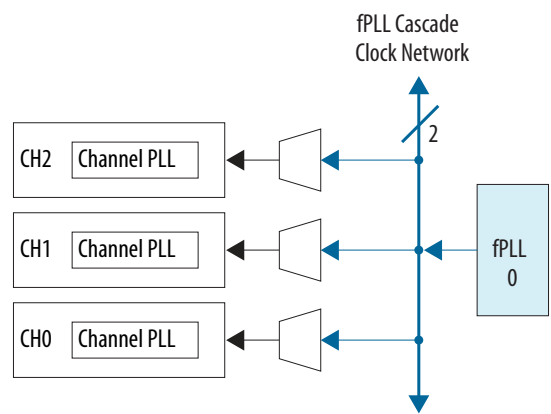 fPLL Cascade
Clock Network
2
CH2 Channel PLL
CH1 Channel PLL
fPLL
0
CH0 Channel PLL